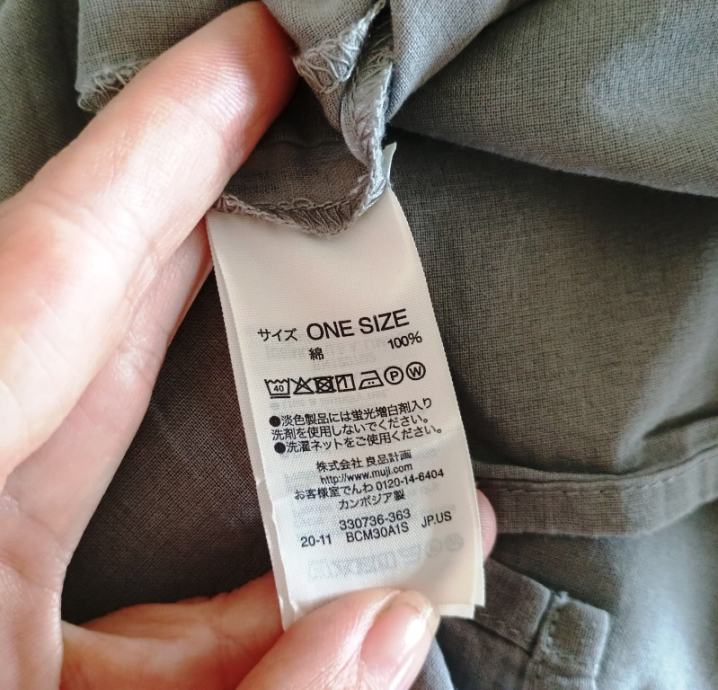 サイズ ONE SIZE
綿 100%
40 P W
●淡色製品には蛍光増白剤入り
洗剤を使用しないでください。
●洗濯ネットをご使用ください。
株式会社 良品計画
http://www.muji.com
お客様室でんわ 0120-14-6404
カンボジア製
330736-363
20-11 BCM30A1S JP.US